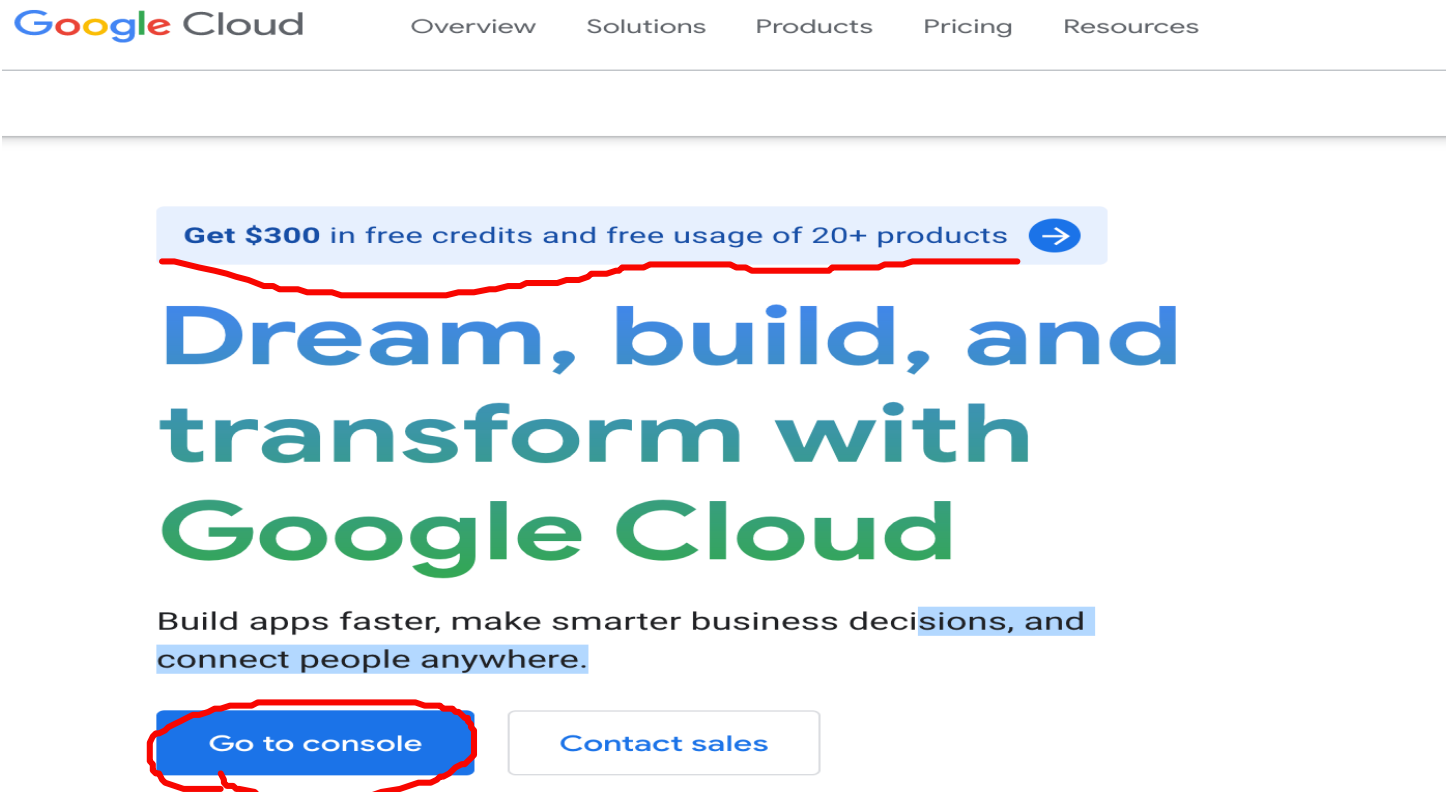 Google Cloud Overview Solutions Products Pricing Resources
Get $300 in free credits and free usage of 20+ products
Dream, build, and
transform with
Google Cloud
Build apps faster, make smarter business decisions, and
connect people anywhere.
Go to console Contact sales